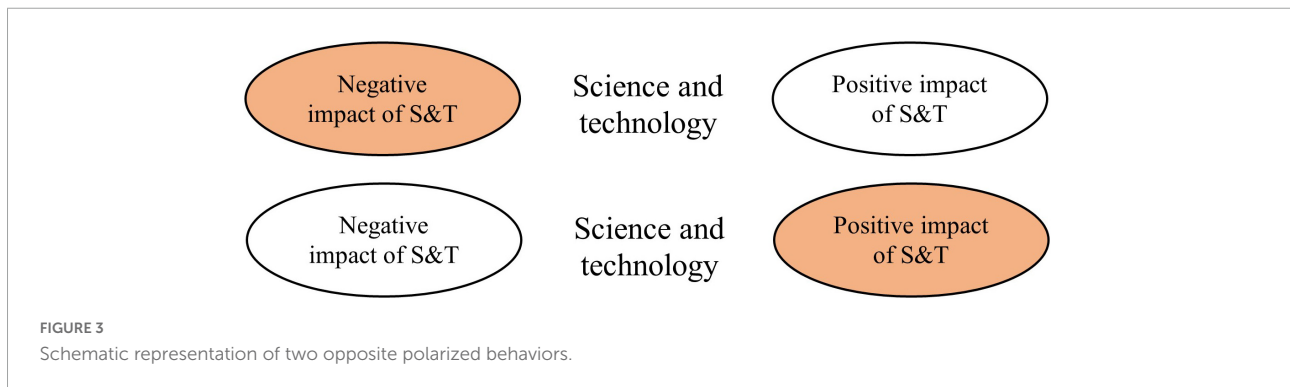 Negative
impact of S&T
Science and
technology
Positive impact
of S&T
Negative
impact of S&T
Science and
technology
Positive impact
of S&T
FIGURE 3
Schematic representation of two opposite polarized behaviors.